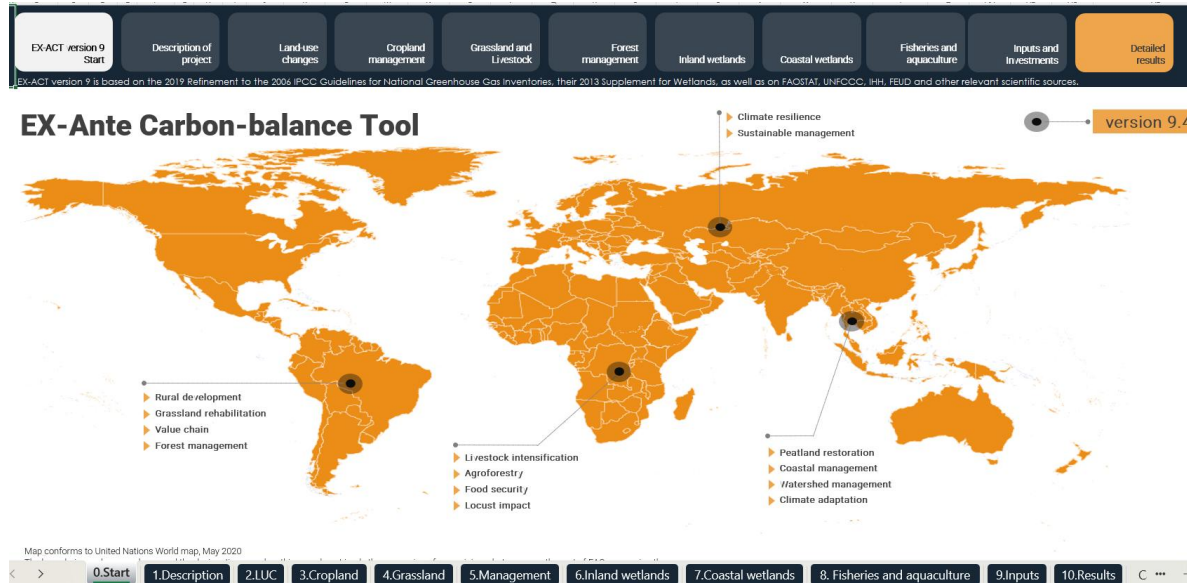 EX-ACT version 9
Start
Description of
project
Land-use
changes
Cropland
management
Grassland and
Livestock
Forest
management
Inland wetlands
Coastal wetlands
Fisheries and
aquaculture
Inputs and
Investments
Detailed
results
EX-ACT version 9 is based on the 2019 Refinement to the 2006 IPCC Guidelines for National Greenhouse Gas Inventories, their 2013 Supplement for Wetlands, as well as on FAOSTAT, UNFCCC, IHH, FEUD and other relevant scientific sources.
EX-Ante Carbon-balance Tool
version 9.4
Climate resilience
Sustainable management
Rural development
Grassland rehabilitation
Value chain
Forest management
Livestock intensification
Agroforestry
Food security
Locust impact
Peatland restoration
Coastal management
Watershed management
Climate adaptation
Map conforms to United Nations World map, May 2020
0.Start
1.Description
2.LUC
3.Cropland
4.Grassland
5.Management
6.Inland wetlands
7.Coastal wetlands
8. Fisheries and aquaculture
9.Inputs
10.Results
C ...